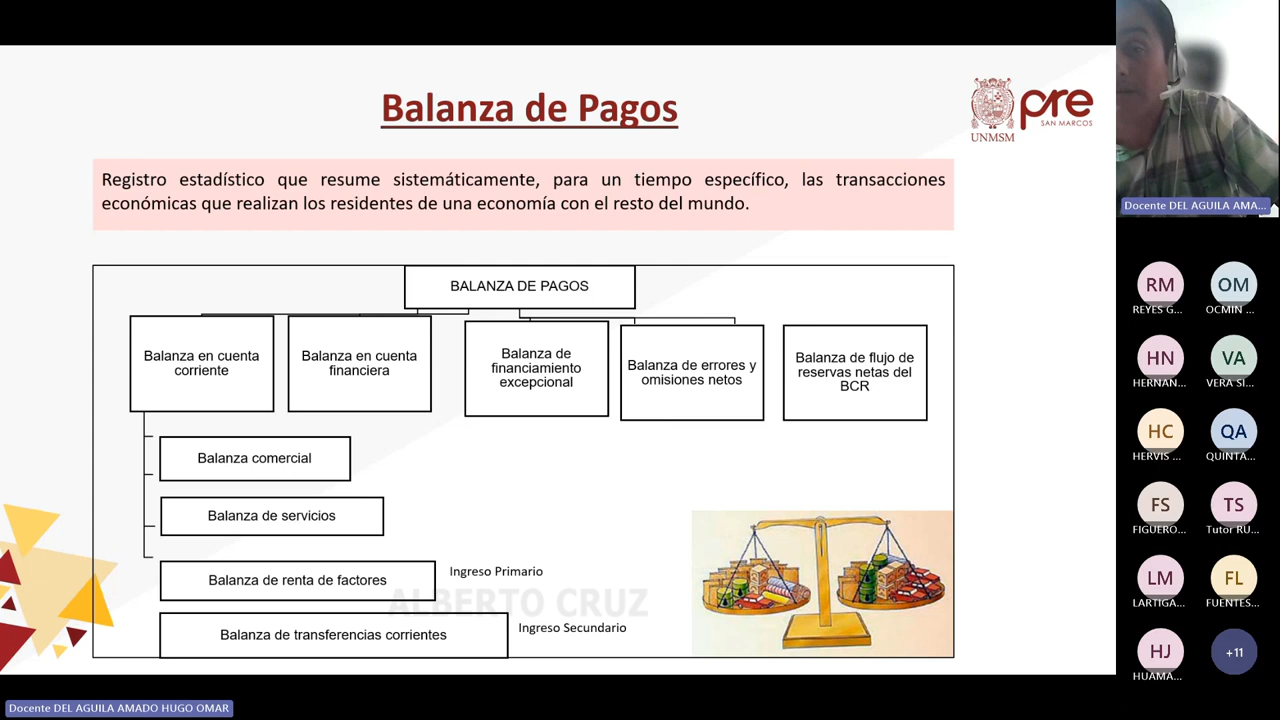 Balanza de Pagos
UNMSM
pre
SAN MARCOS
Registro estadístico que resume sistemáticamente, para un tiempo específico, las transacciones
económicas que realizan los residentes de una economía con el resto del mundo.
BALANZA DE PAGOS
Balanza en cuenta
corriente
Balanza en cuenta
financiera
Balanza de
financiamiento
excepcional
Balanza de errores y
omisiones netos
Balanza de flujo de
reservas netas del
BCR
Balanza comercial
Balanza de servicios
Balanza de renta de factores
Ingreso Primario
ALBERTO CRUZ
Balanza de transferencias corrientes
Ingreso Secundario
Docente DEL AGUILA AMADO HUGO OMAR
Docente DEL AGUILA AMA...
RM
REYES G...
OM
OCMIN ...
HN
HERNAN...
VA
VERA SI...
HC
HERVIS ...
QA
QUINTA...
FS
FIGUERO...
TS
Tutor RU...
LM
LARTIGA...
FL
FUENTES...
HJ
HUAMA...
+11